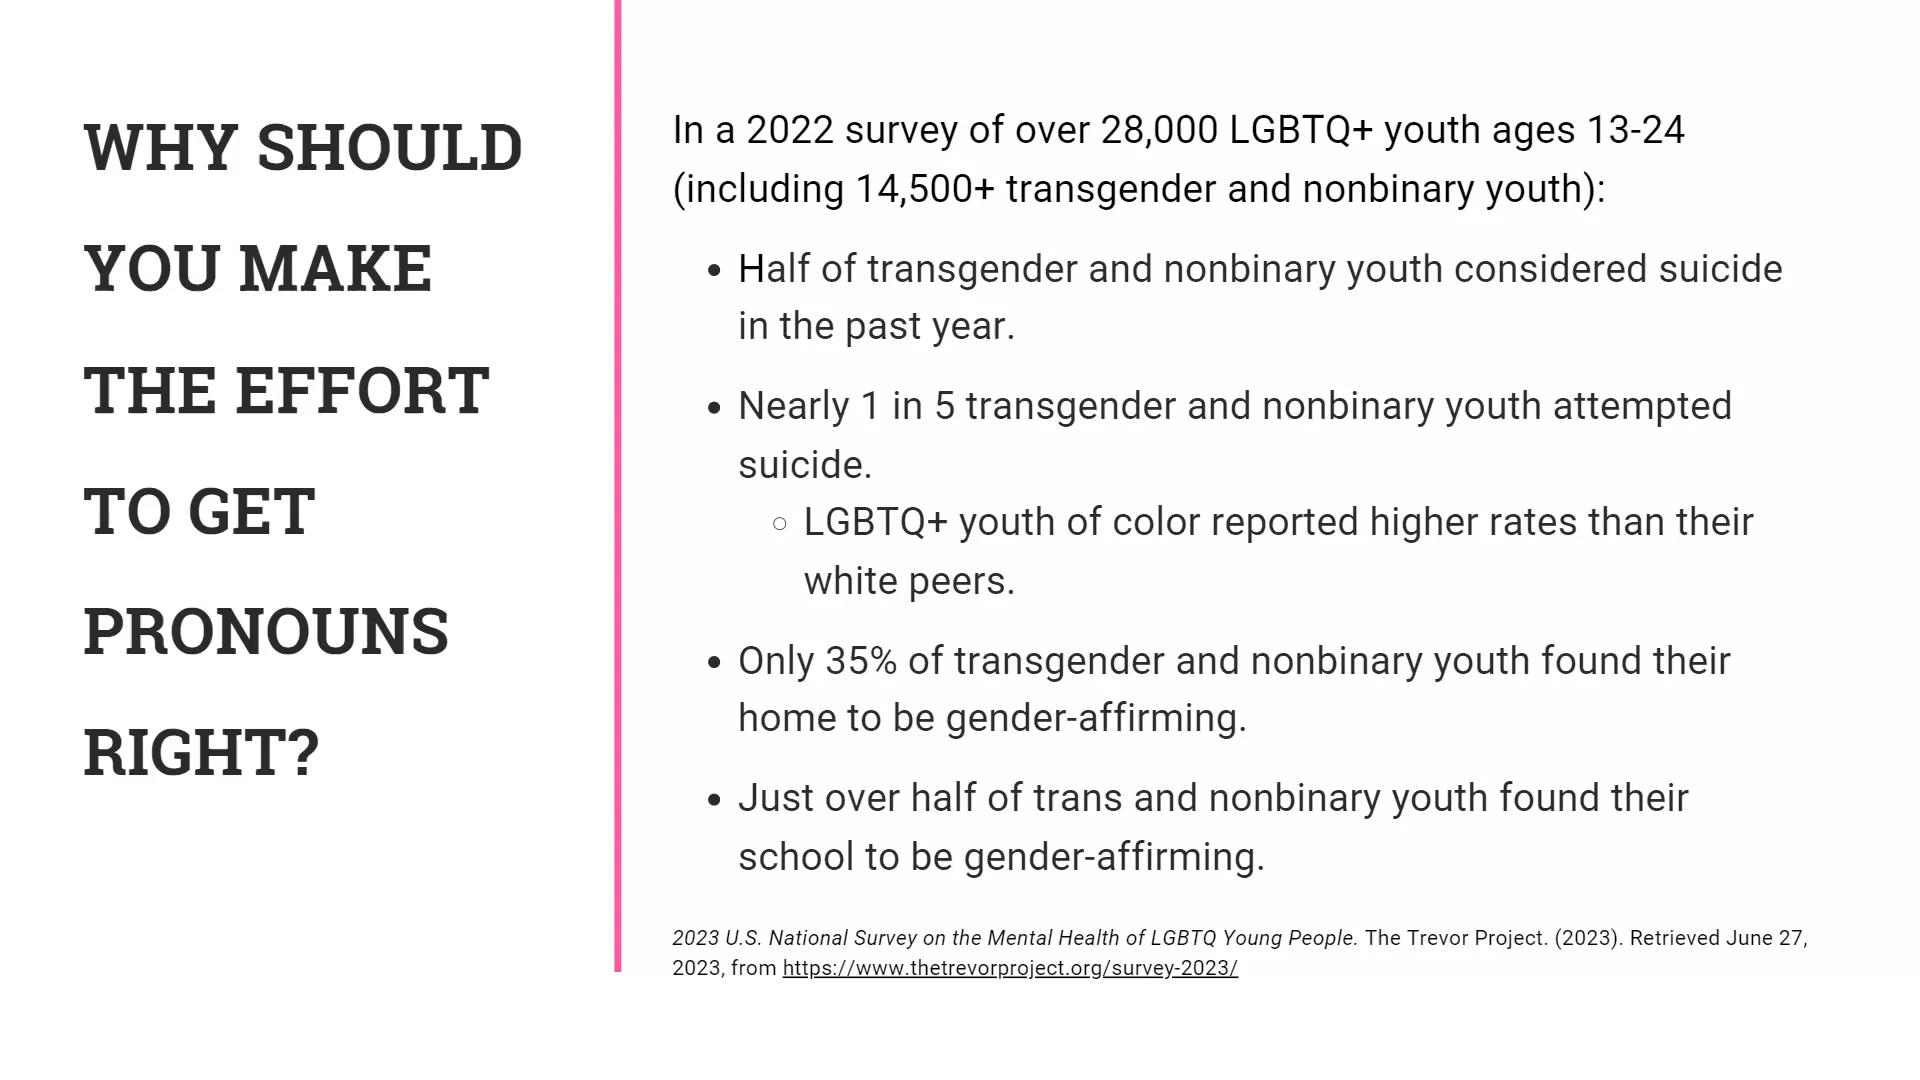 WHY SHOULD
YOU MAKE
THE EFFORT
TO GET
PRONOUNS
RIGHT?
In a 2022 survey of over 28,000 LGBTQ+ youth ages 13-24
(including 14,500+ transgender and nonbinary youth):
• Half of transgender and nonbinary youth considered suicide
in the past year.
• Nearly 1 in 5 transgender and nonbinary youth attempted
suicide.
○ LGBTQ+ youth of color reported higher rates than their
white peers.
• Only 35% of transgender and nonbinary youth found their
home to be gender-affirming.
• Just over half of trans and nonbinary youth found their
school to be gender-affirming.
2023 U.S. National Survey on the Mental Health of LGBTQ Young People. The Trevor Project. (2023). Retrieved June 27,
2023, from https://www.thetrevorproject.org/survey-2023/